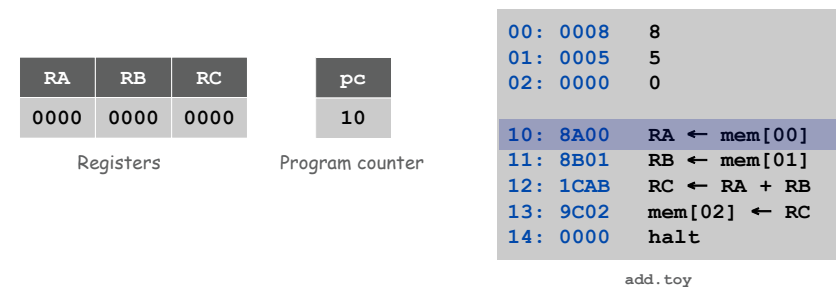 RA RB RC
0000 0000 0000
Registers
pc
10
Program counter
00: 0008 8
01: 0005 5
02: 0000 0
10: 8A00 RA ← mem[00]
11: 8B01 RB ← mem[01]
12: 1CAB RC ← RA + RB
13: 9C02 mem[02] ← RC
14: 0000 halt
add.toy